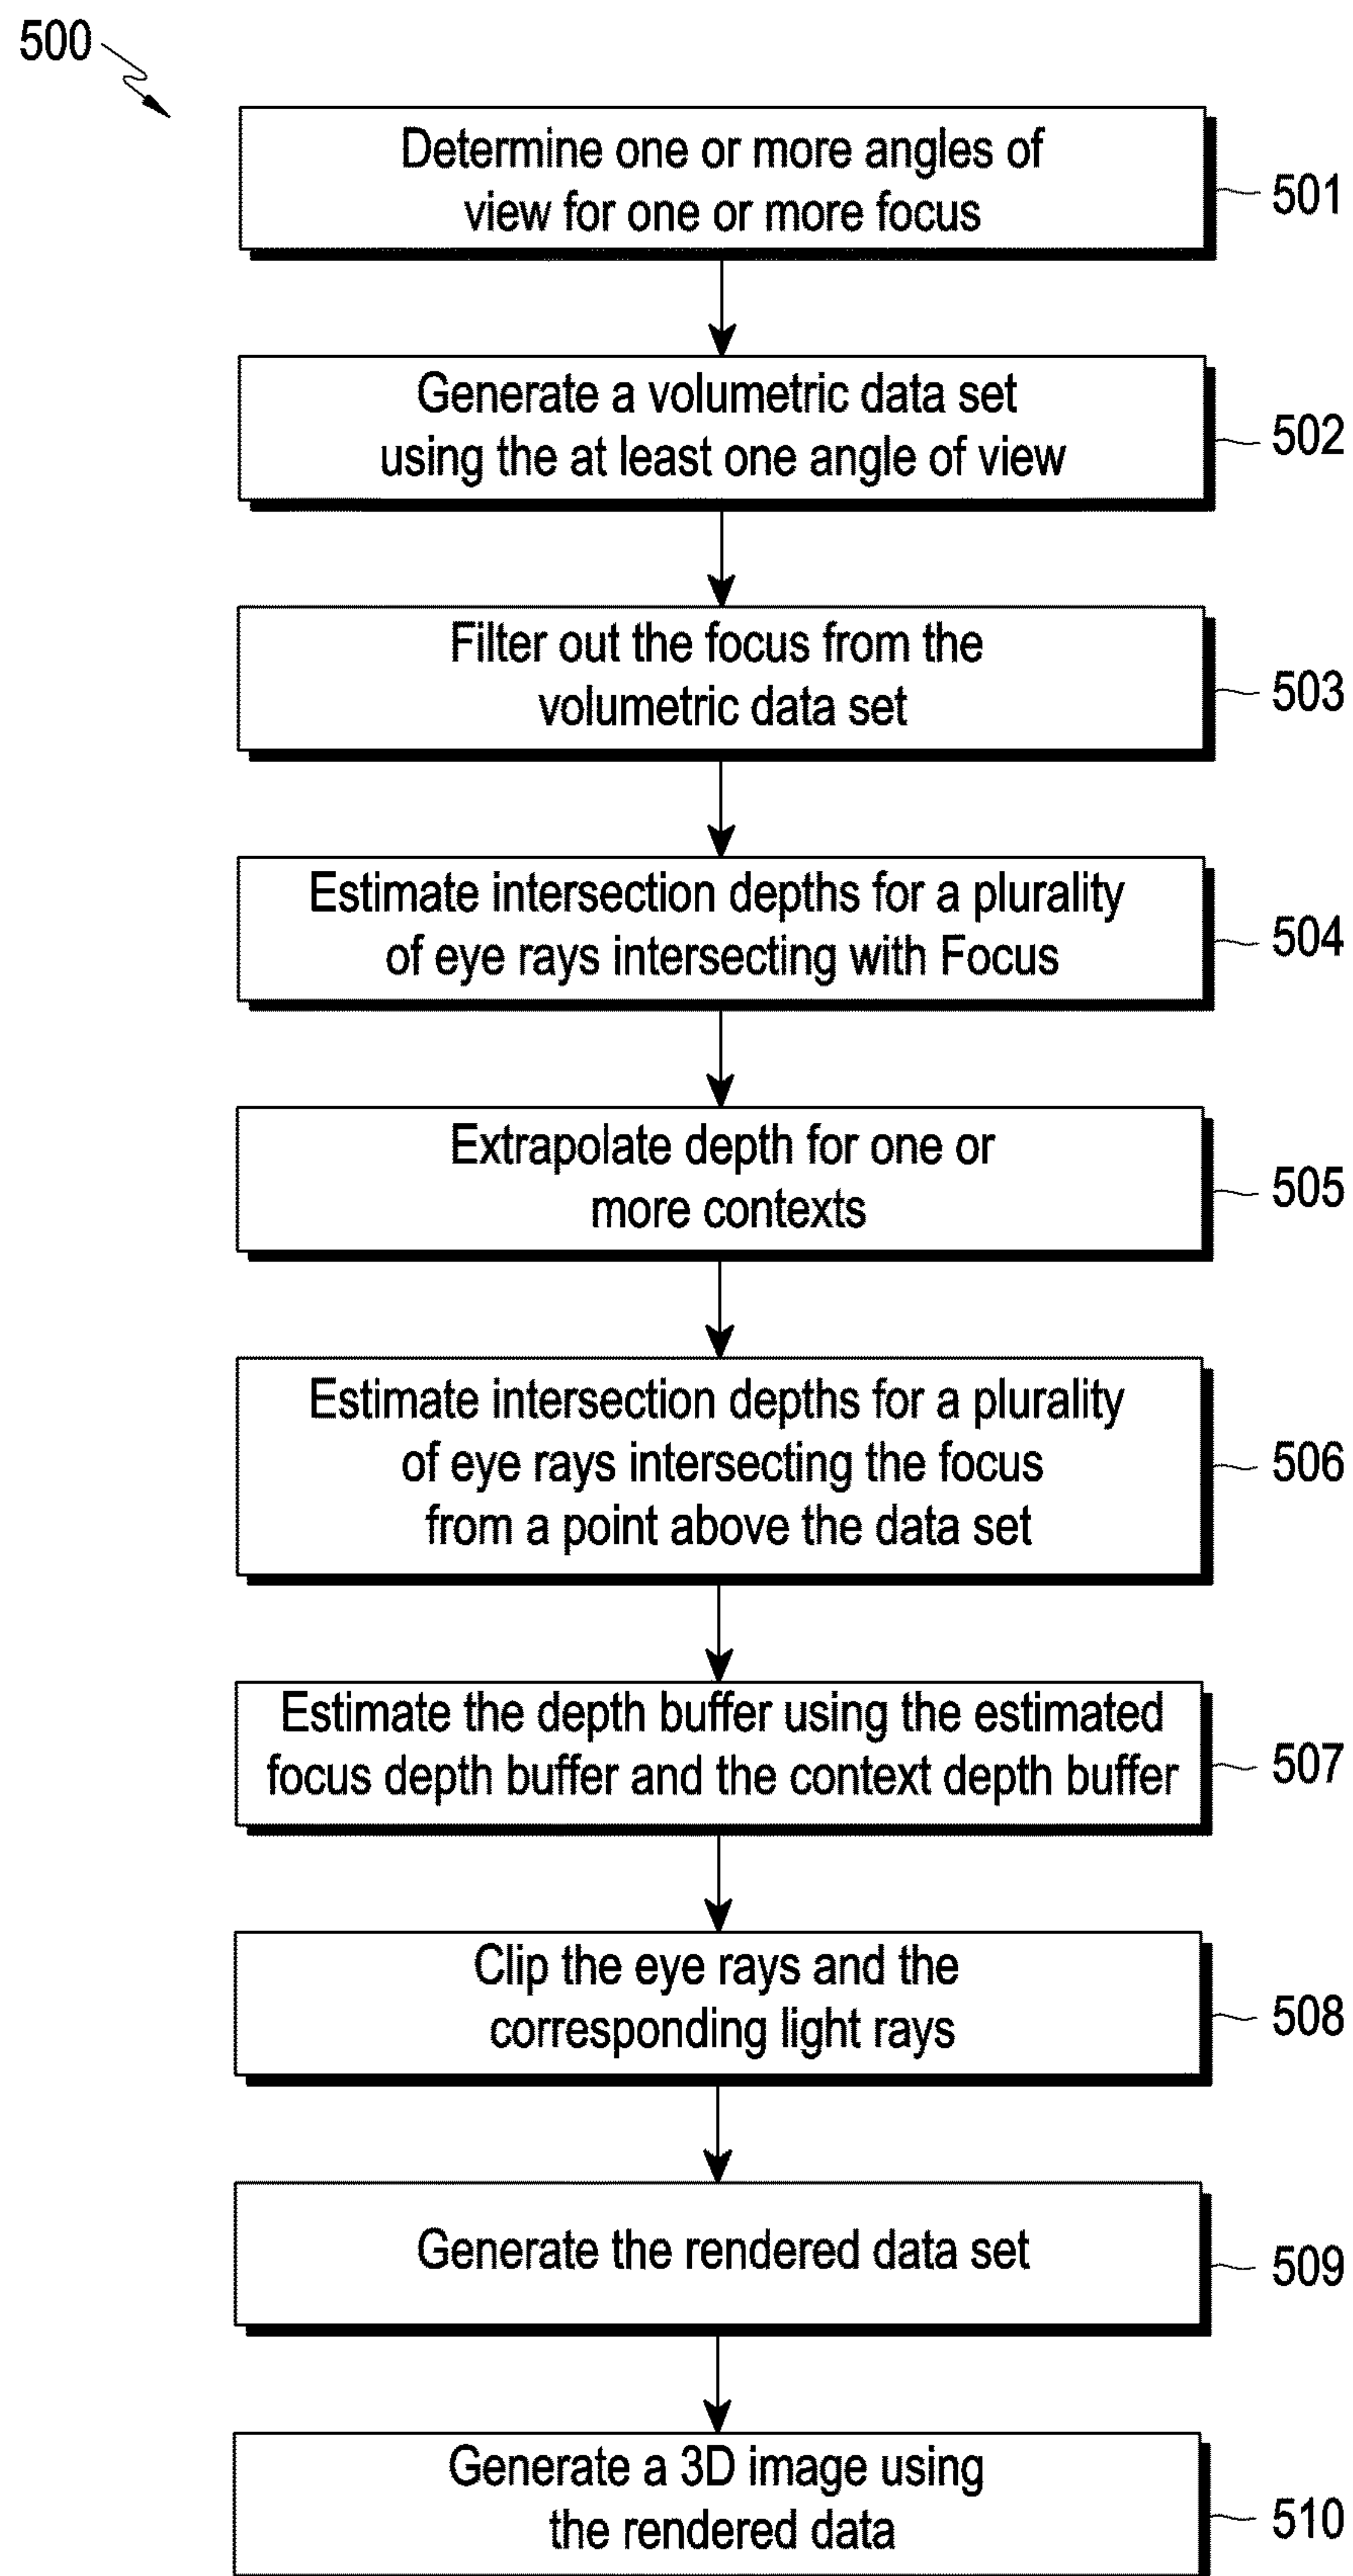 500
Determine one or more angles of
view for one or more focus
501
Generate a volumetric data set
using the at least one angle of view
502
Filter out the focus from the
volumetric data set
503
Estimate intersection depths for a plurality
of eye rays intersecting with Focus
504
Extrapolate depth for one or
more contexts
505
Estimate intersection depths for a plurality
of eye rays intersecting the focus
from a point above the data set
506
Estimate the depth buffer using the estimated
focus depth buffer and the context depth buffer
507
Clip the eye rays and the
corresponding light rays
508
Generate the rendered data set
509
Generate a 3D image using
the rendered data
510